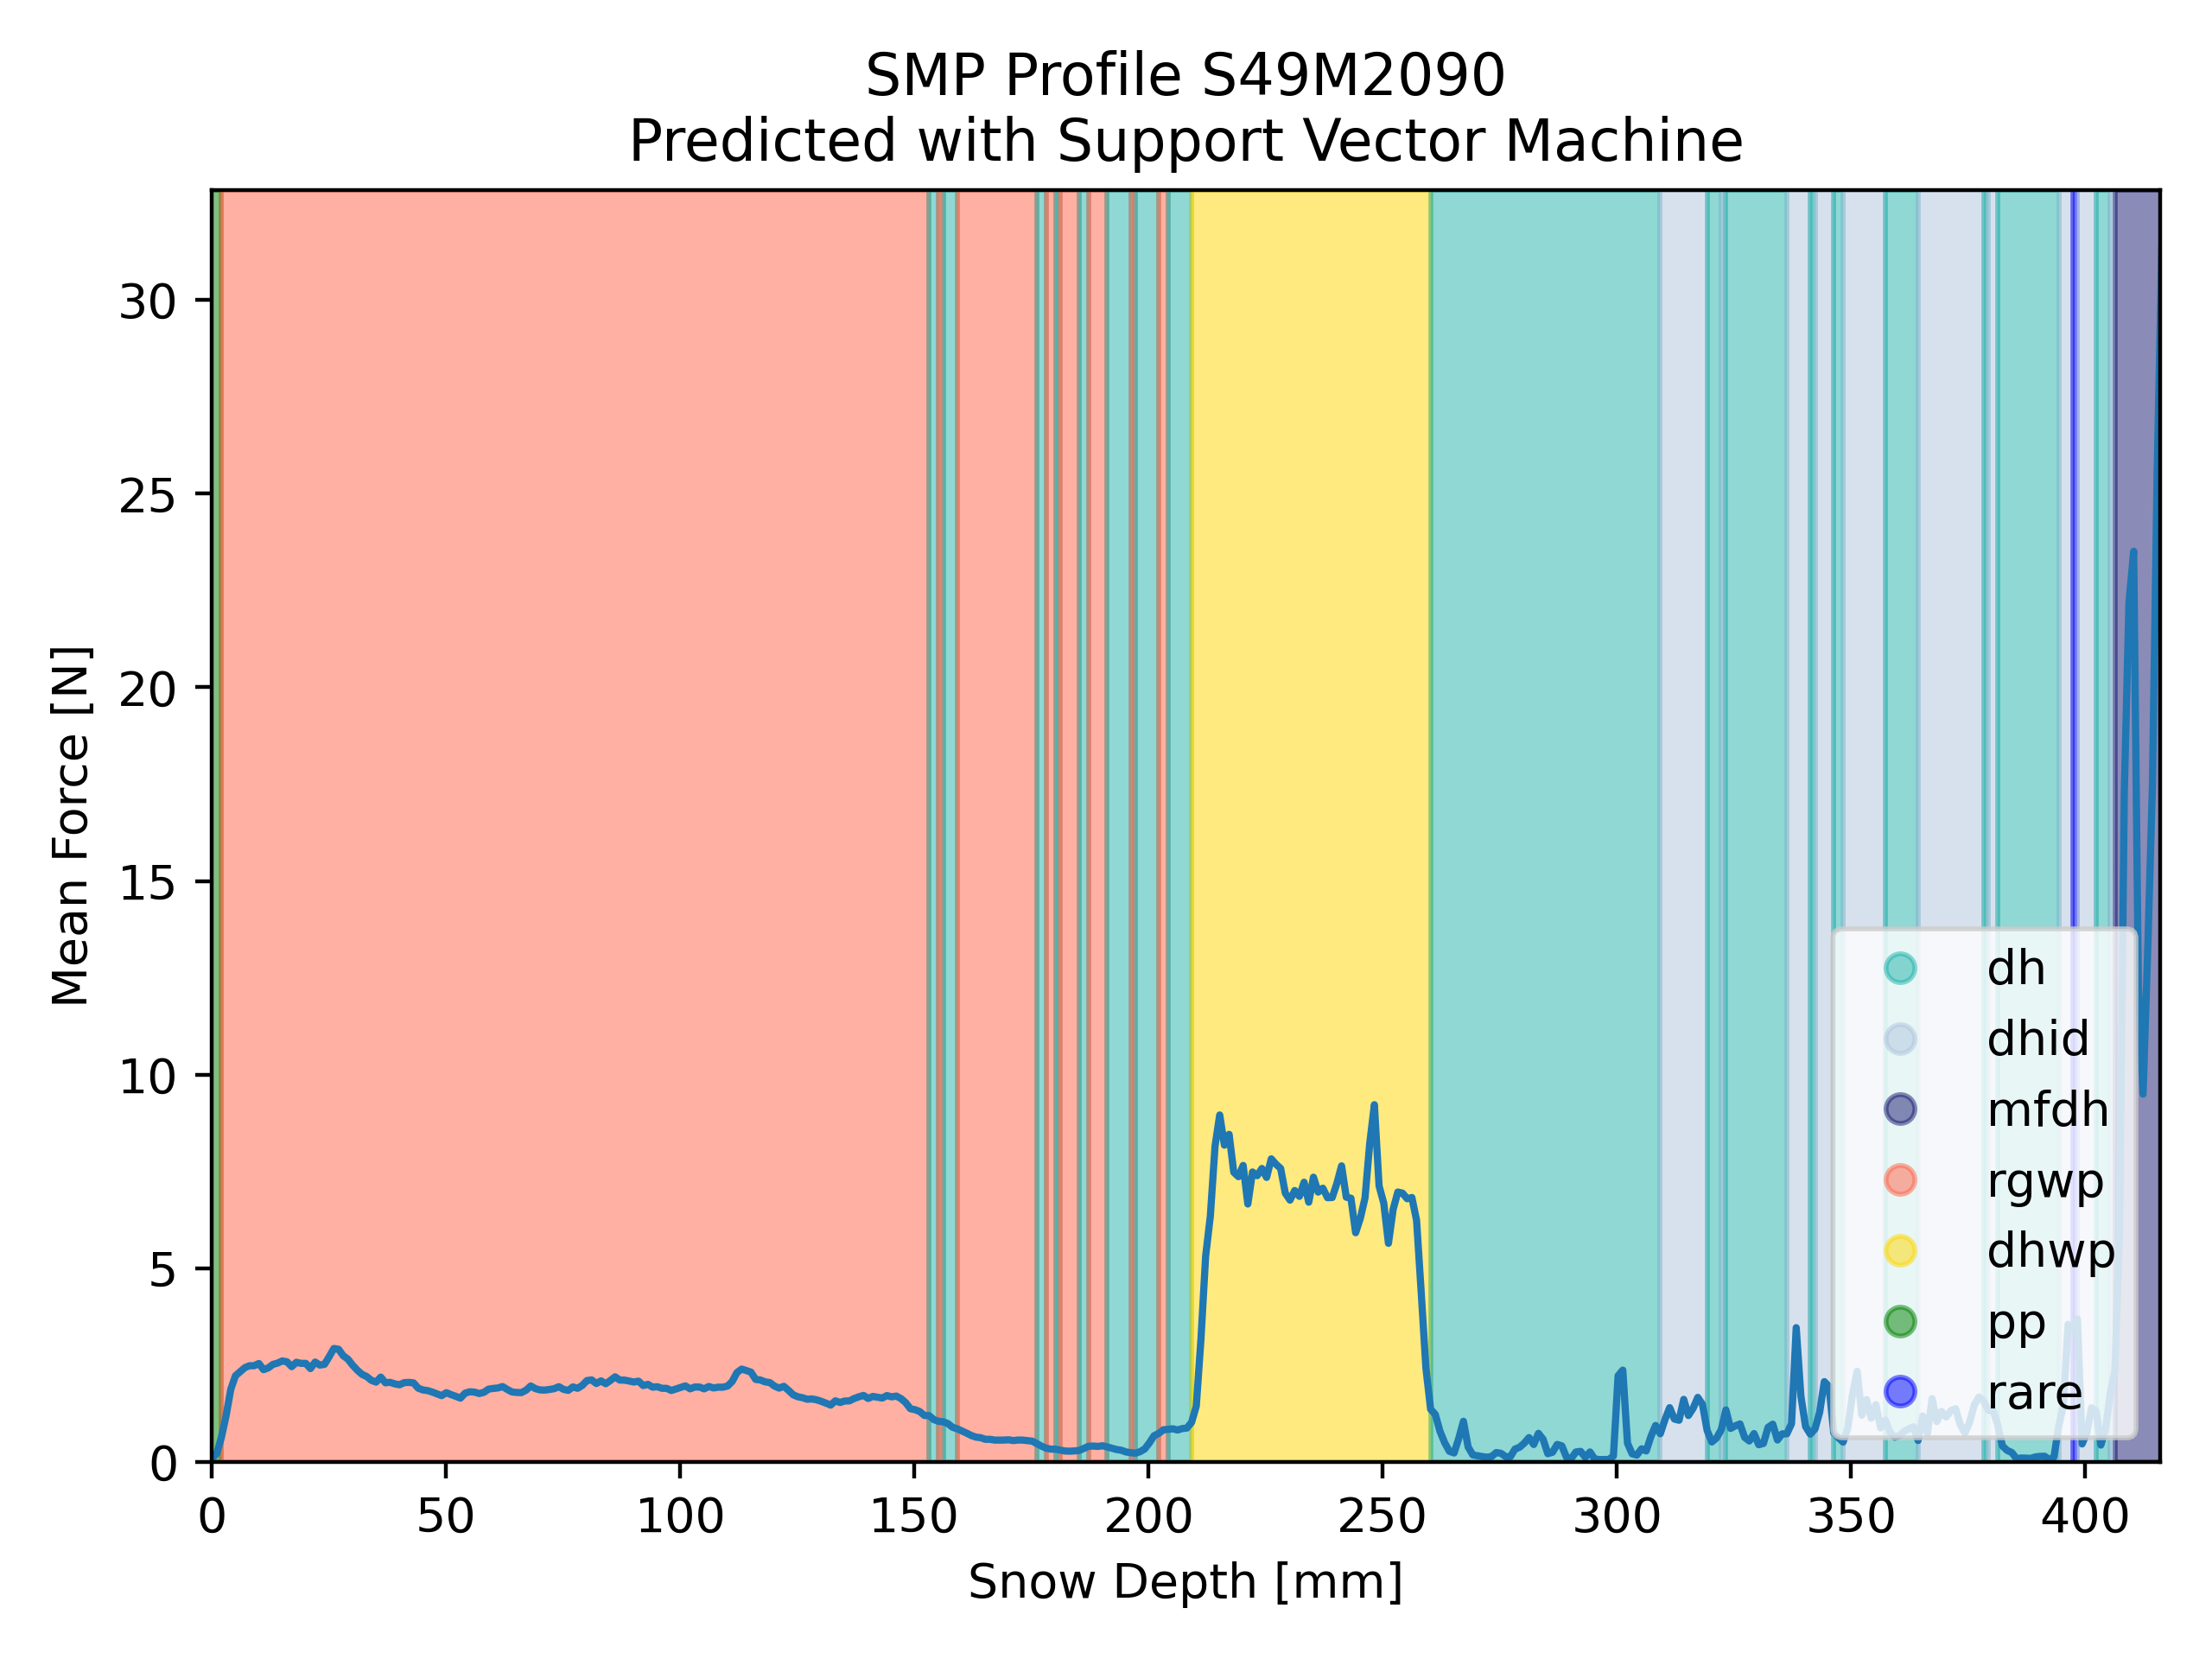 SMP Profile S49M2090
Predicted with Support Vector Machine
Mean Force [N]
30
25
20
15
10
5
0
dh
dhid
mfdh
rgwp
dhwp
pp
rare
0 50 100 150 200 250 300 350 400
Snow Depth [mm]